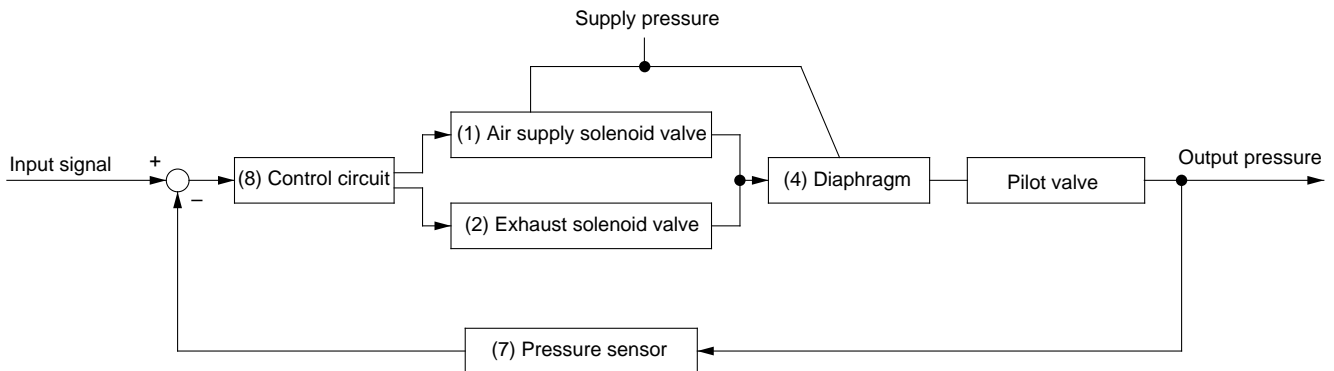 Supply pressure
(1) Air supply solenoid valve
Input signal
+
(8) Control circuit
(4) Diaphragm
Pilot valve
Output pressure
−
(2) Exhaust solenoid valve
(7) Pressure sensor